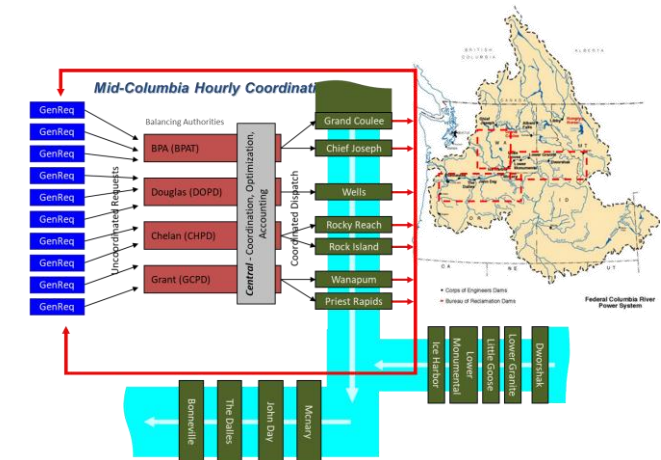 Mid-Columbia Hourly Coordinati
GenReq
GenReq
GenReq
GenReq
GenReq
GenReq
GenReq
GenReq
GenReq
GenReq
Uncoordinated Requests
Balancing Authorities
BPA (BPAT)
Douglas (DOPD)
Chelan (CHPD)
Grant (GCPD)
Central - Coordination, Optimization,
Accounting
Coordinated Dispatch
Grand Coulee
Chief Joseph
Wells
Rocky Reach
Rock Island
Wanapum
Priest Rapids
Ice Harbor
Lower
Monumental
Little Goose
Lower Granite
Dworshak
Bonneville
The Dalles
John Day
Mcnary
BRITISH
COLUMBIA
ALBERTA
CANADA
M T
I D
O R
C A
N E
U T
Corps of Engineers Dams
Bureau of Reclamation Dams
Federal Columbia River
Power System